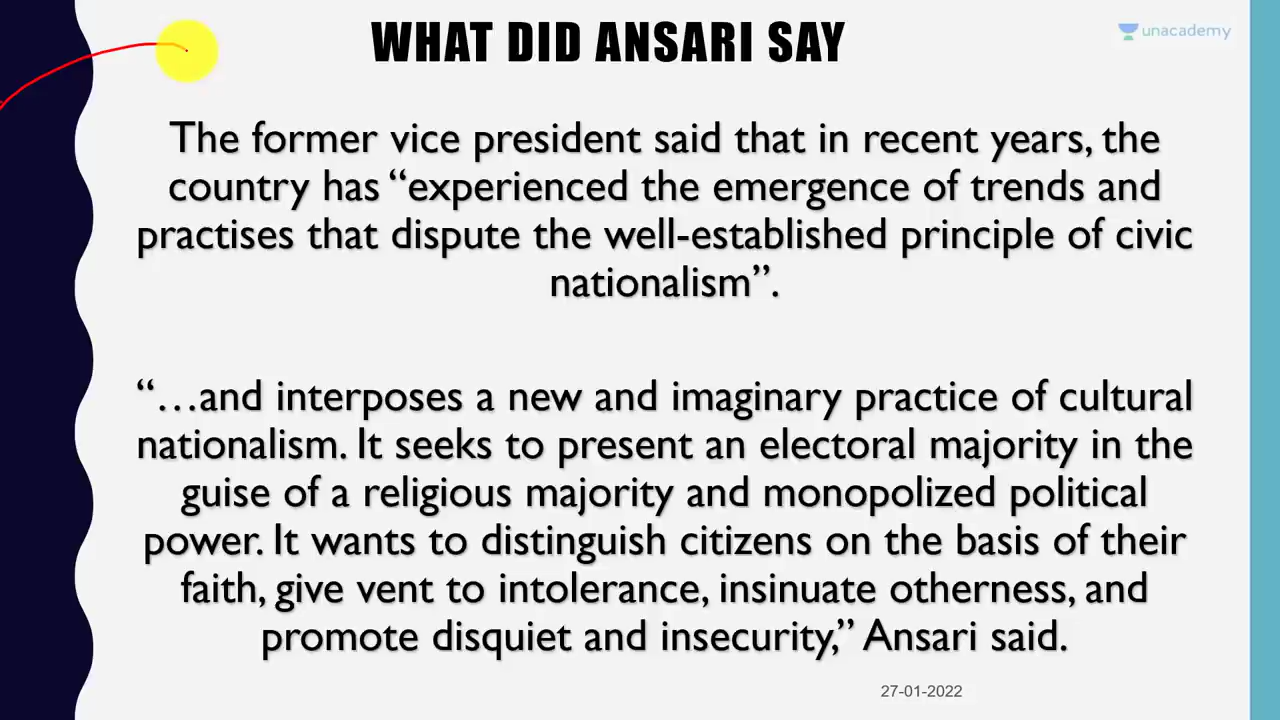 WHAT DID ANSARI SAY
unacademy
The former vice president said that in recent years, the
country has “experienced the emergence of trends and
practises that dispute the well-established principle of civic
nationalism”.
“…and interposes a new and imaginary practice of cultural
nationalism. It seeks to present an electoral majority in the
guise of a religious majority and monopolized political
power. It wants to distinguish citizens on the basis of their
faith, give vent to intolerance, insinuate otherness, and
promote disquiet and insecurity,” Ansari said.
27-01-2022